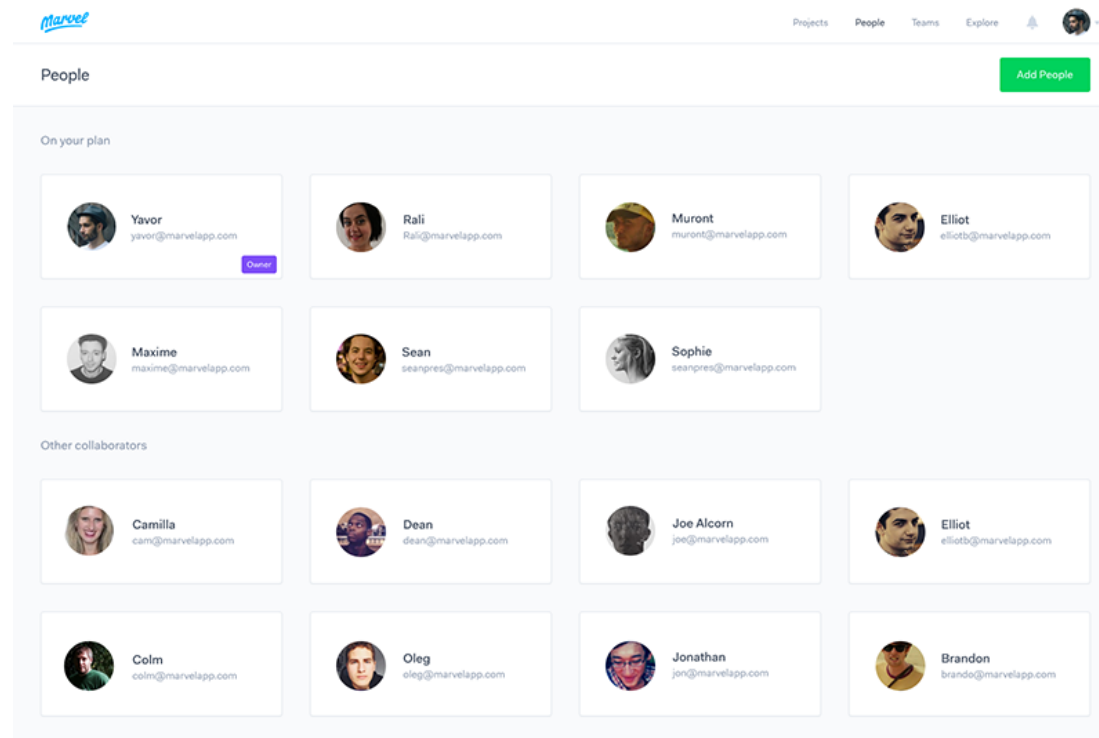 Marvel
Projects People Teams Explore
People
Add People
On your plan
Yavor
yavor@marvelapp.com
Owner
Rali
Rali@marvelapp.com
Muront
muront@marvelapp.com
Elliot
elliotb@marvelapp.com
Maxime
maxime@marvelapp.com
Sean
seanpres@marvelapp.com
Sophie
seanpres@marvelapp.com
Other collaborators
Camilla
cam@marvelapp.com
Dean
dean@marvelapp.com
Joe Alcorn
joe@marvelapp.com
Elliot
elliotb@marvelapp.com
Colm
colm@marvelapp.com
Oleg
oleg@marvelapp.com
Jonathan
jon@marvelapp.com
Brandon
brando@marvelapp.com